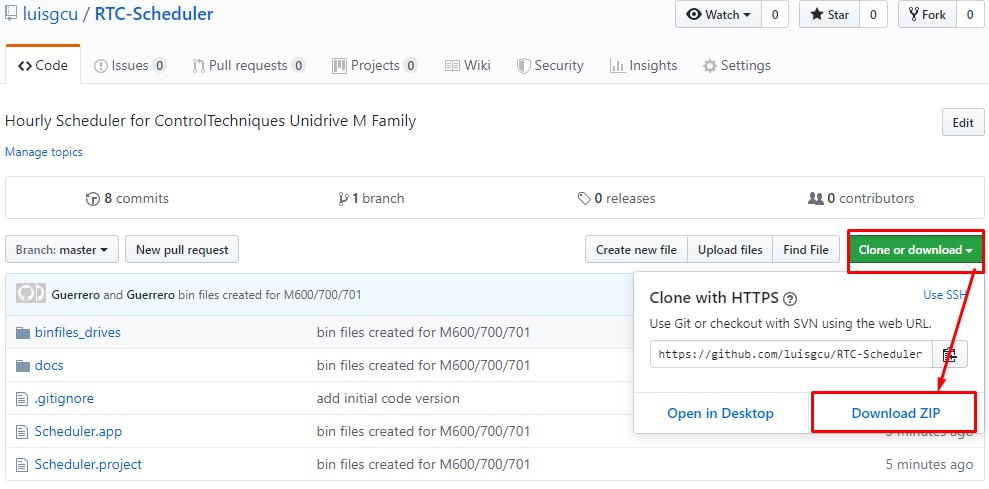 luisgcu / RTC-Scheduler
Watch 0 Star 0 Fork 0
Code Issues 0 Pull requests 0 Projects 0 Wiki Security Insights Settings
Hourly Scheduler for ControlTechniques Unidrive M Family
Edit
Manage topics
8 commits 1 branch 0 releases 0 contributors
Branch: master New pull request Create new file Upload files Find File Clone or download
Guerrero and Guerrero bin files created for M600/700/701
binfiles_drives bin files created for M600/700/701
docs bin files created for M600/700/701
.gitignore add initial code version
Scheduler.app bin files created for M600/700/701 5 minutes ago
Scheduler.project bin files created for M600/700/701 5 minutes ago
Clone with HTTPS ? Use SSH
Use Git or checkout with SVN using the web URL.
https://github.com/luisgcu/RTC-Scheduler
Open in Desktop Download ZIP